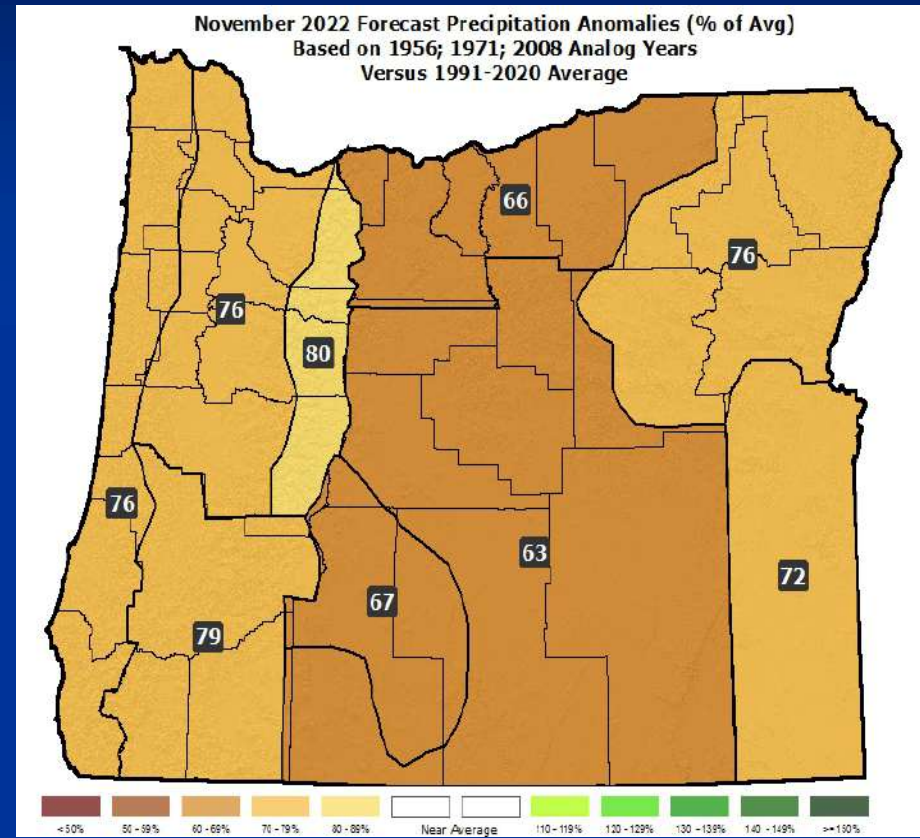 November 2022 Forecast Precipitation Anomalies (% of Avg)
Based on 1956; 1971; 2008 Analog Years
Versus 1991-2020 Average
66
76
76
80
76
63
72
67
79
<50% 50 - 59% 60 - 69% 70 - 79% 80 - 89% Near Average 110 - 119% 120 - 129% 130 - 139% 140 - 149% >=150%